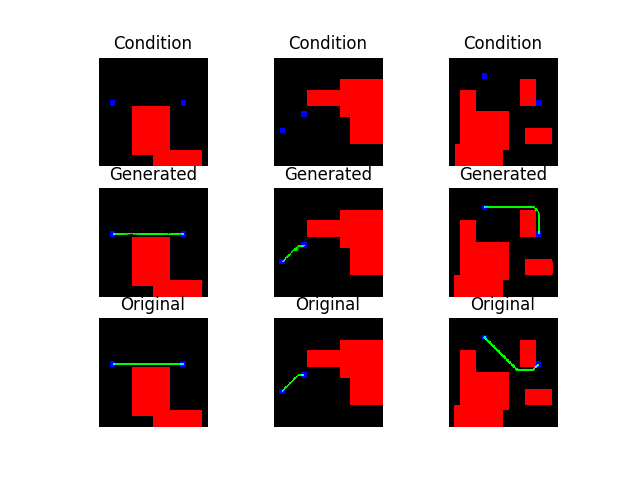 Condition Condition Condition
Generated Generated Generated
Original Original Original